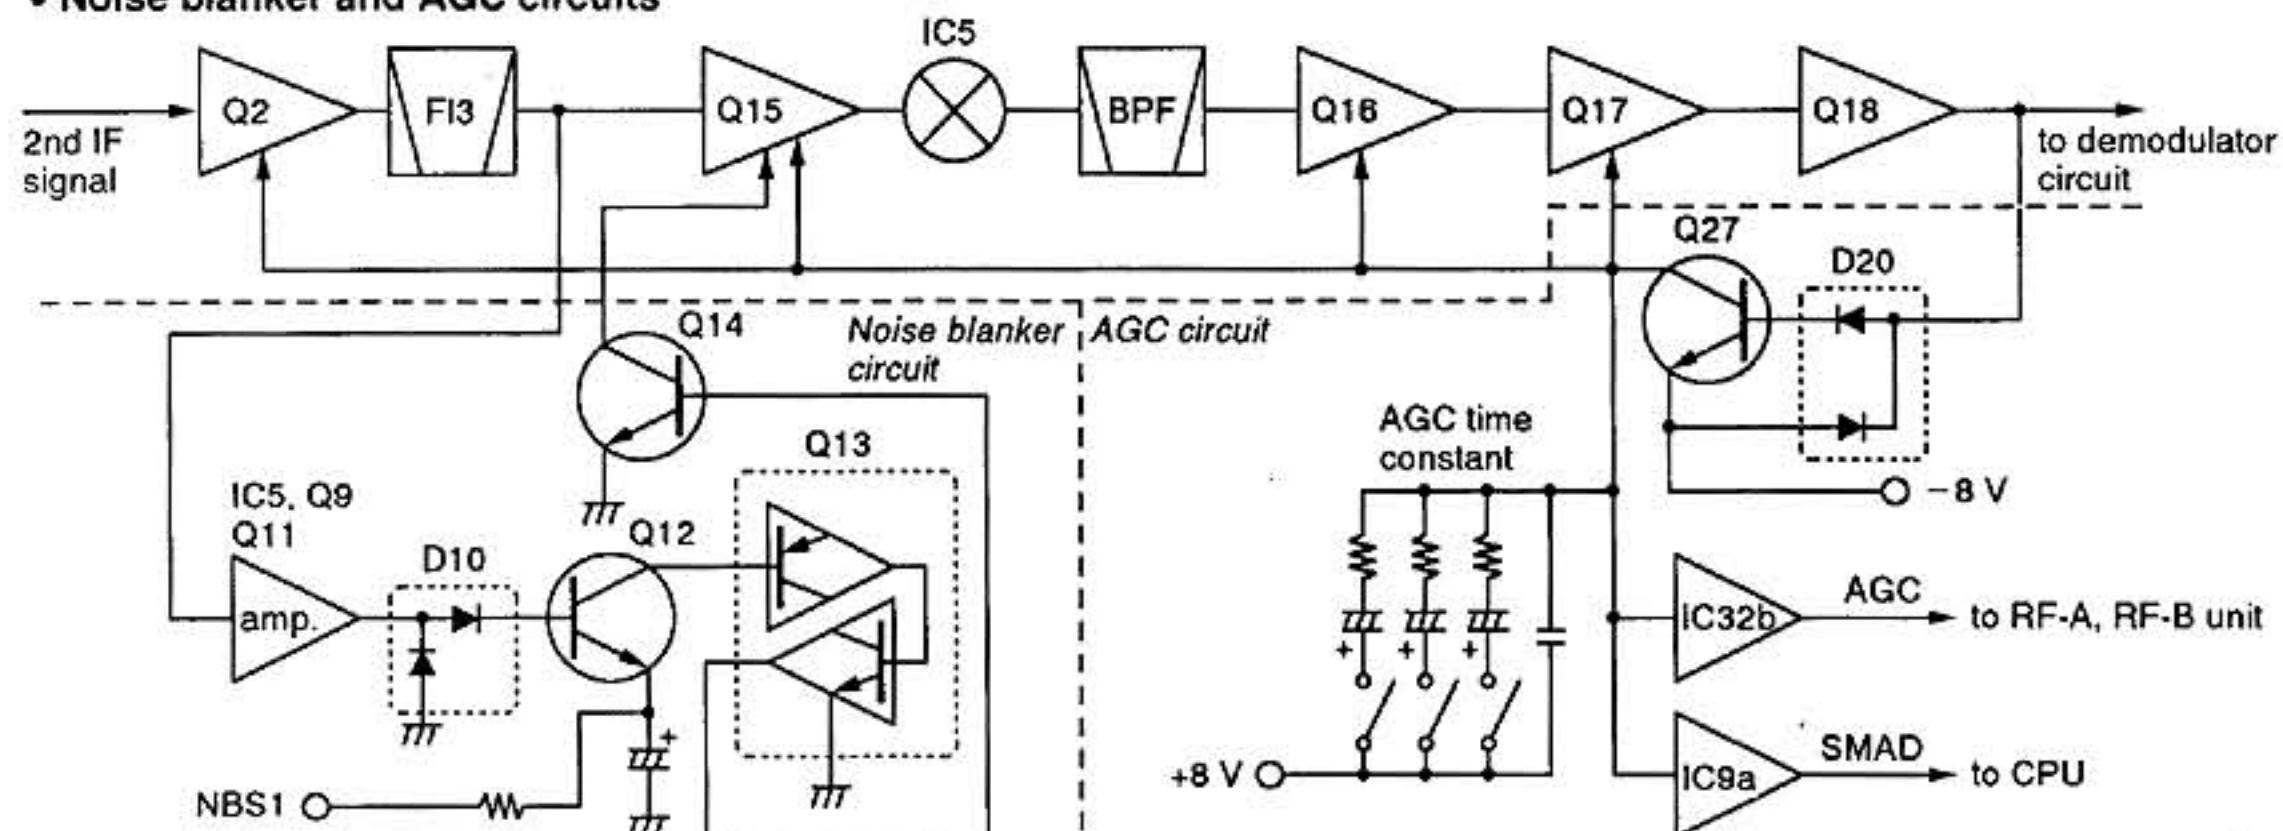 • Noise blanker and AGC circuits
IC5
Q2
FI3
Q15
BPF
Q16
Q17
Q18
2nd IF
signal
to demodulator
circuit
Q27
D20
Q14
Noise blanker
circuit
AGC circuit
Q13
AGC time
constant
−8 V
IC5, Q9
Q11
Q12
D10
amp.
IC32b
AGC
to RF-A, RF-B unit
+
+
+
+
SMAD
IC9a
to CPU
+8 V
NBS1